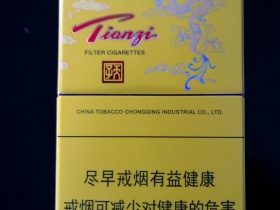 Tianzi
FILTER CIGARETTES
CHINA TOBACCO CHONGQING INDUSTRIAL CO., LTD.
尽早戒烟有益健康
戒烟可减少对健康的危害